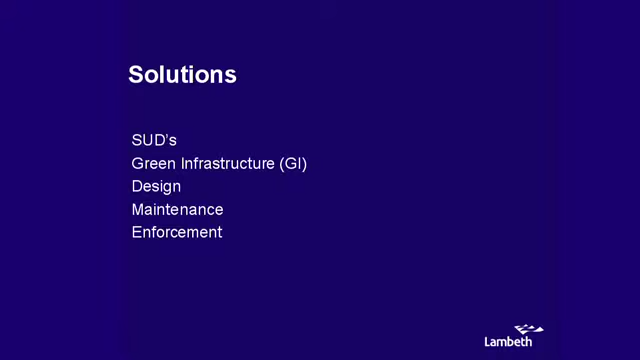 Solutions
SUD's
Green Infrastructure (GI)
Design
Maintenance
Enforcement
Lambeth